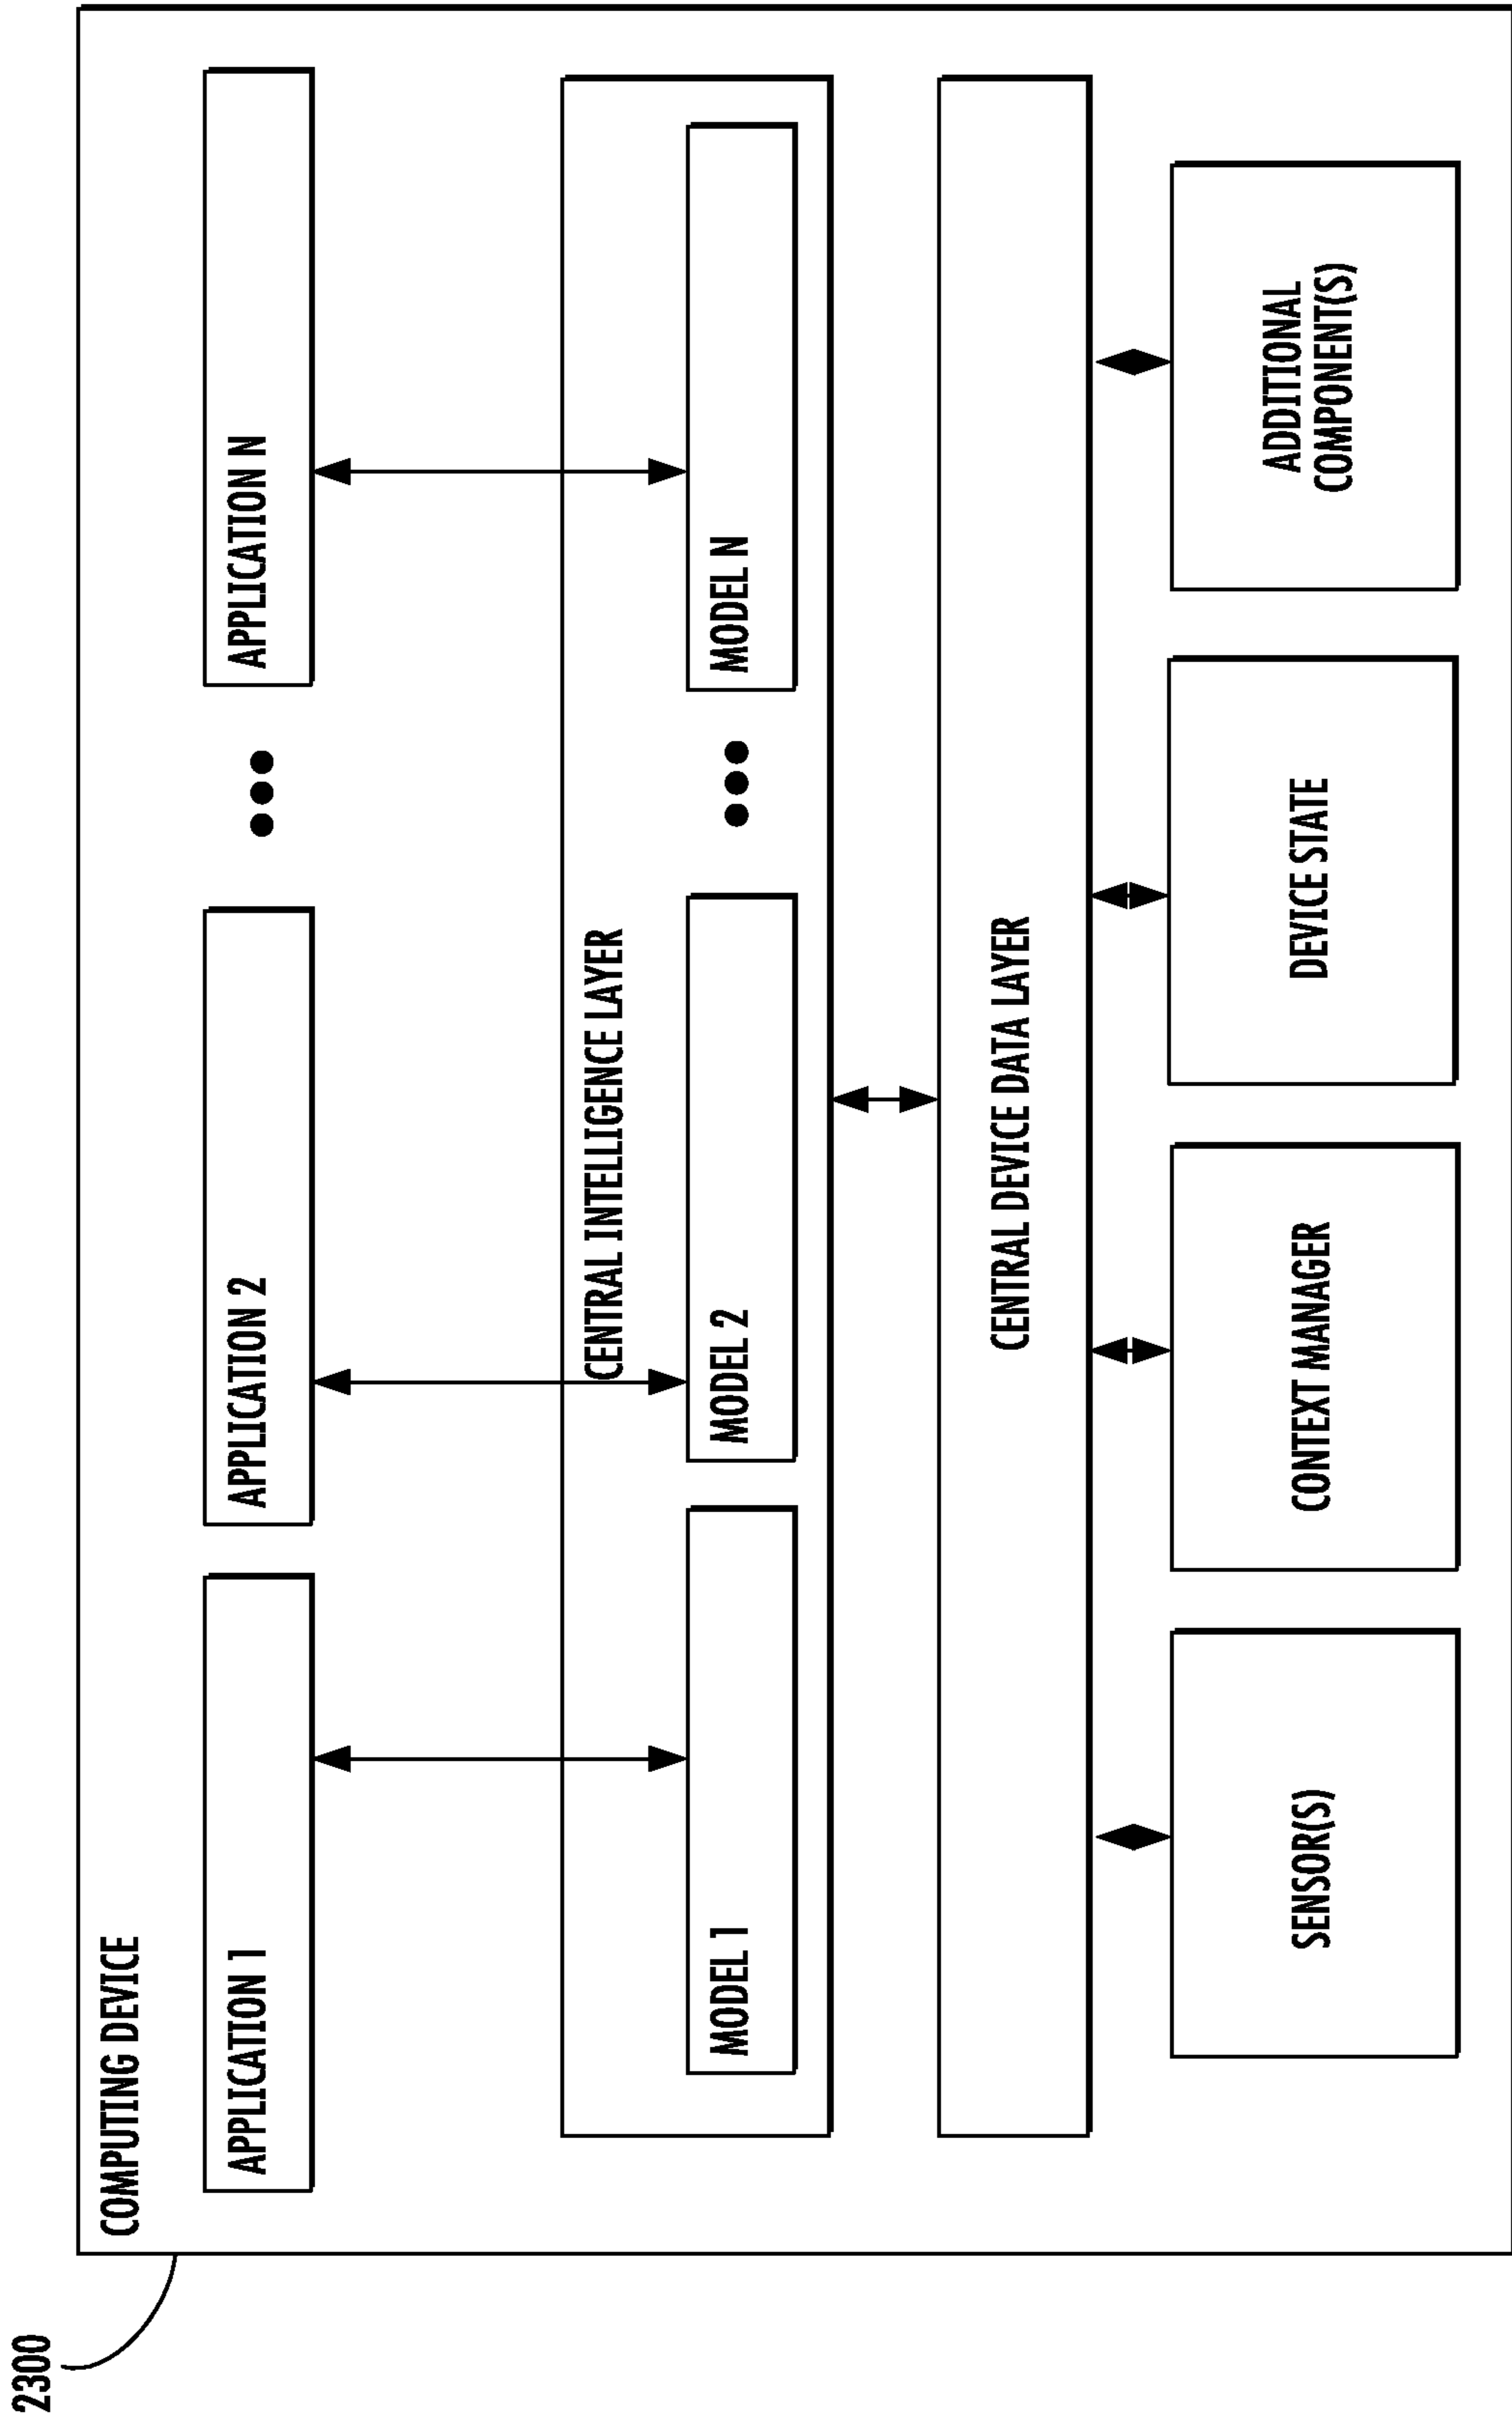 2300
COMPUTING DEVICE
APPLICATION 1
APPLICATION 2
APPLICATION N
CENTRAL INTELLIGENCE LAYER
MODEL 1
MODEL 2
MODEL N
CENTRAL DEVICE DATA LAYER
SENSOR(S)
CONTEXT MANAGER
DEVICE STATE
ADDITIONAL
COMPONENT(S)